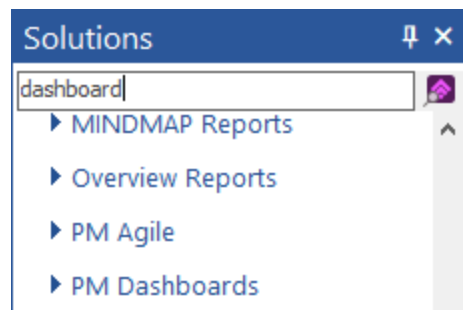 Solutions
dashboard
MINDMAP Reports
Overview Reports
PM Agile
PM Dashboards